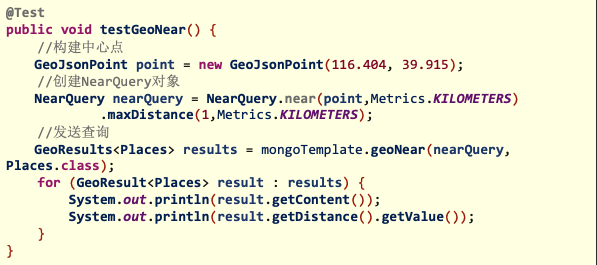 @Test
public void testGeoNear() {
    //构建中心点
    GeoJsonPoint point = new GeoJsonPoint(116.404, 39.915);
    //创建NearQuery对象
    NearQuery nearQuery = NearQuery.near(point,Metrics.KILOMETERS)
            .maxDistance(1,Metrics.KILOMETERS);
    //发送查询
    GeoResults<Places> results = mongoTemplate.geoNear(nearQuery,
Places.class);
    for (GeoResult<Places> result : results) {
        System.out.println(result.getContent());
        System.out.println(result.getDistance().getValue());
    }
}